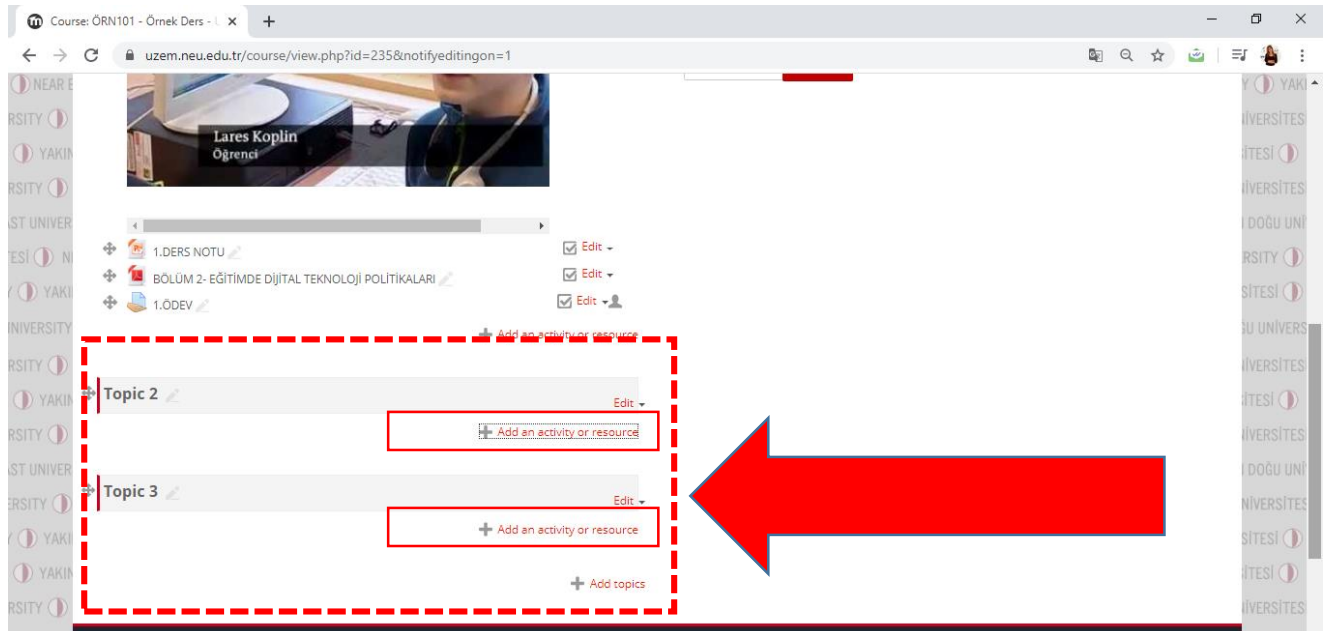 Course: ÖRN101 - Örnek Ders - 
uzem.neu.edu.tr/course/view.php?id=235&notifyeditingon=1
Lares Koplin
Öğrenci
1.DERS NOTU
Edit
BÖLÜM 2- EĞİTİMDE DİJİTAL TEKNOLOJİ POLİTİKALARI
Edit
1.ÖDEV
Edit
Add an activity or resource
Topic 2
Edit
Add an activity or resource
Topic 3
Edit
Add an activity or resource
Add topics